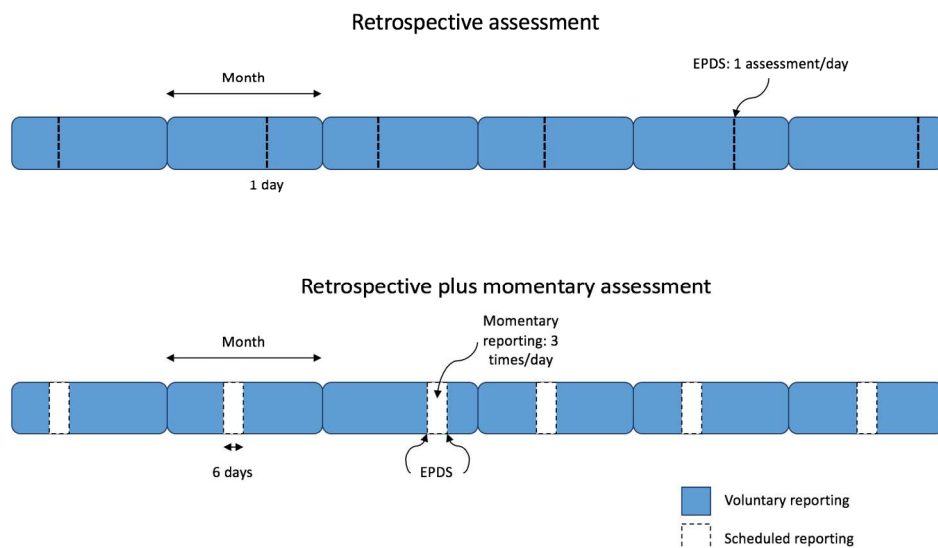 Retrospective assessment
EPDS: 1 assessment/day
Month
1 day
Retrospective plus momentary assessment
Momentary
reporting: 3
times/day
Month
6 days
EPDS
Voluntary reporting
Scheduled reporting